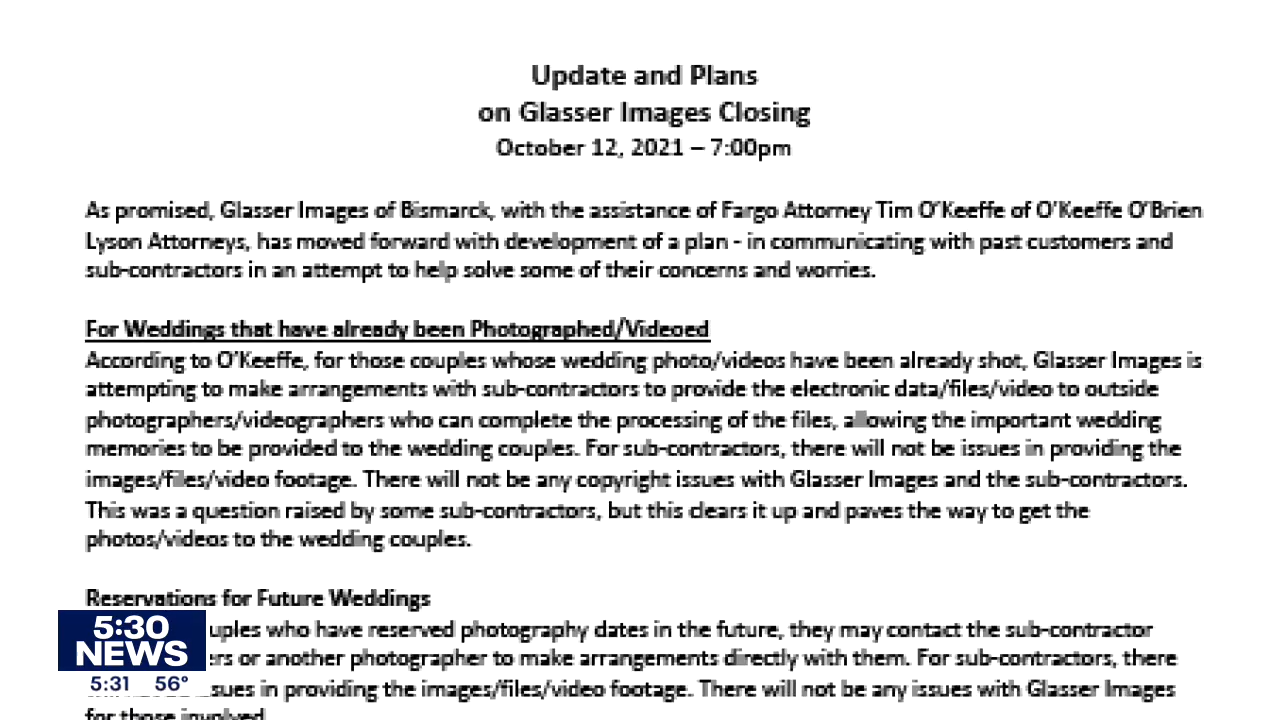 Update and Plans
on Glasser Images Closing
October 12, 2021 – 7:00pm
As promised, Glasser Images of Bismarck, with the assistance of Fargo Attorney Tim O'Keeffe of O'Keeffe O'Brien
Lyson Attorneys, has moved forward with development of a plan - in communicating with past customers and
sub-contractors in an attempt to help solve some of their concerns and worries.
For Weddings that have already been Photographed/Videoed
According to O'Keeffe, for those couples whose wedding photo/videos have been already shot, Glasser Images is
attempting to make arrangements with sub-contractors to provide the electronic data/files/video to outside
photographers/videographers who can complete the processing of the files, allowing the important wedding
memories to be provided to the wedding couples. For sub-contractors, there will not be issues in providing the
images/files/video footage. There will not be any copyright issues with Glasser Images and the sub-contractors.
This was a question raised by some sub-contractors, but this clears it up and paves the way to get the
photos/videos to the wedding couples.
Reservations for Future Weddings
who have reserved photography dates in the future, they may contact the sub-contractor
or another photographer to make arrangements directly with them. For sub-contractors, there
in providing the images/files/video footage. There will not be any issues with Glasser Images
for those involved.
5:30
NEWS
5:31 56°